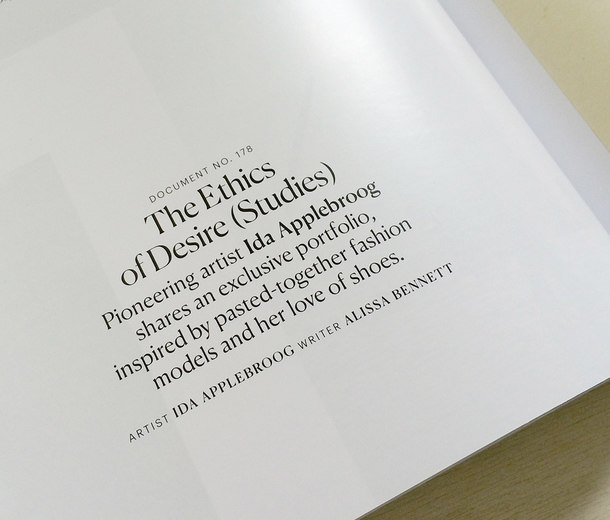 DOCUMENT NO. 178
The Ethics
of Desire (Studies)
Pioneering artist Ida Applebroog
shares an exclusive portfolio,
inspired by pasted-together fashion
models and her love of shoes.
ARTIST IDA APPLEBROOG WRITER ALISSA BENNETT